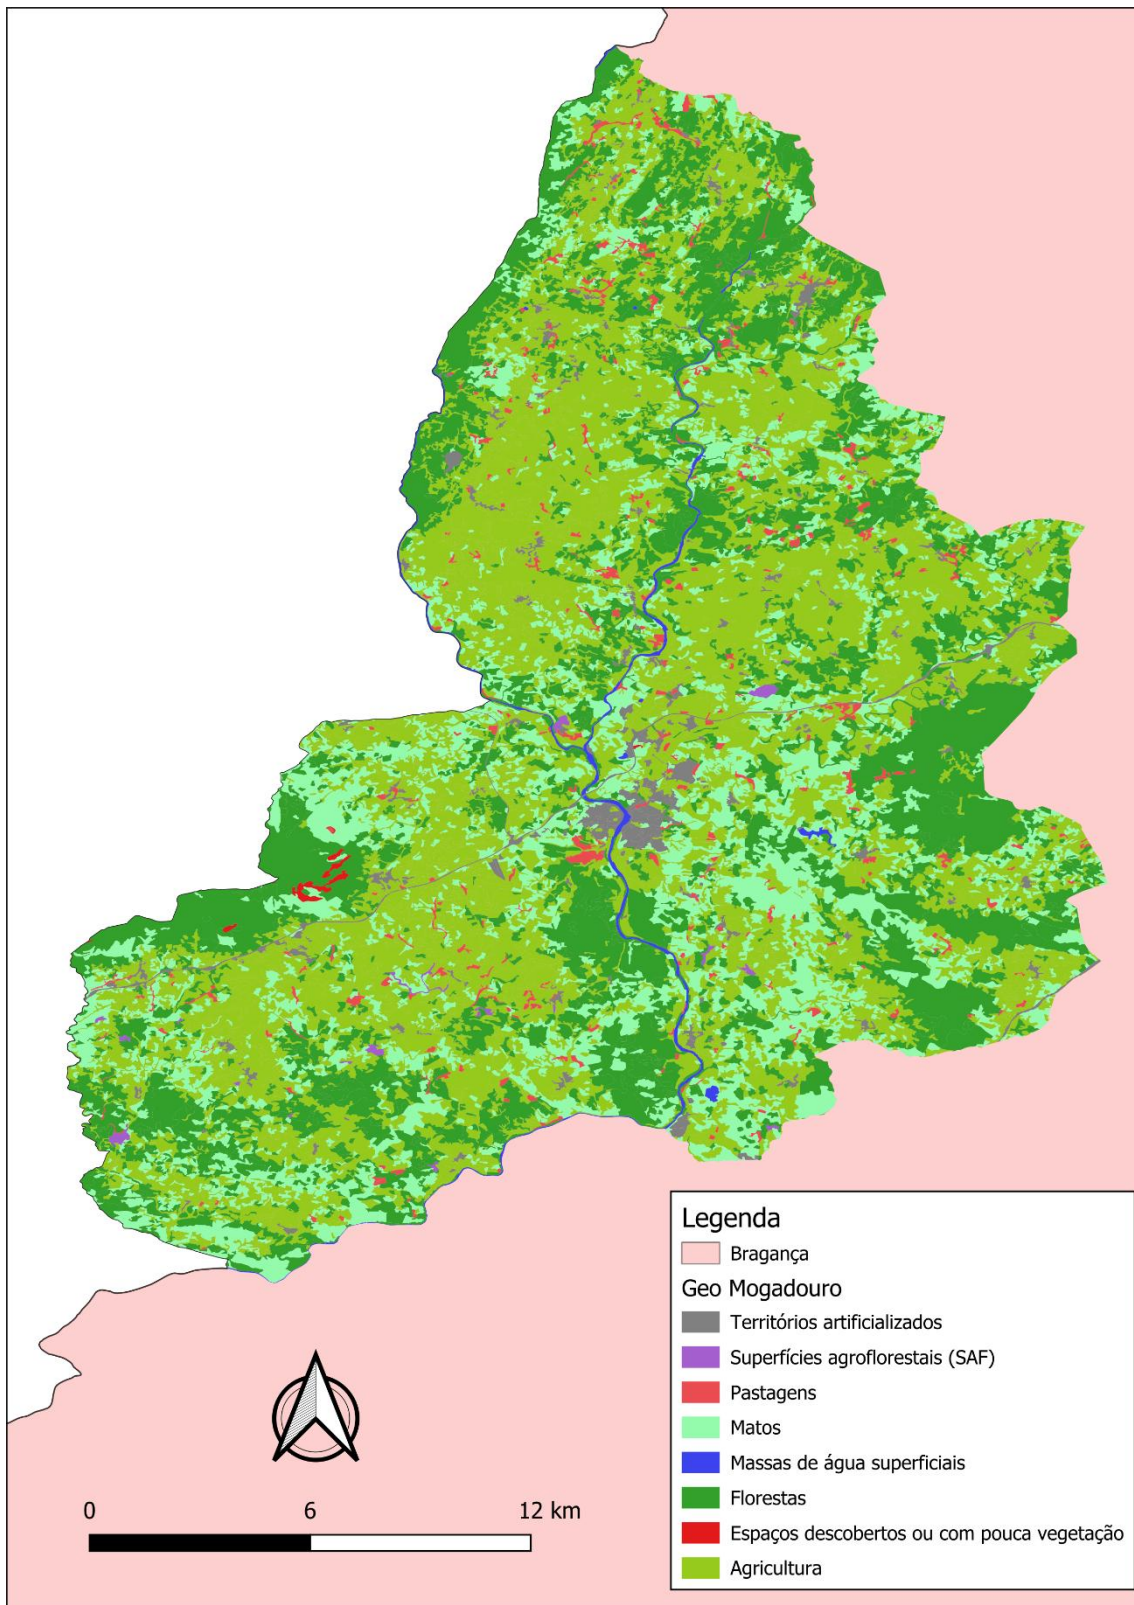 Legenda
Bragança
Geo Mogadouro
Territórios artificializados
Superfícies agroflorestais (SAF)
Pastagens
Matos
Massas de água superficiais
Florestas
Espaços descobertos ou com pouca vegetação
Agricultura
0 6 12 km